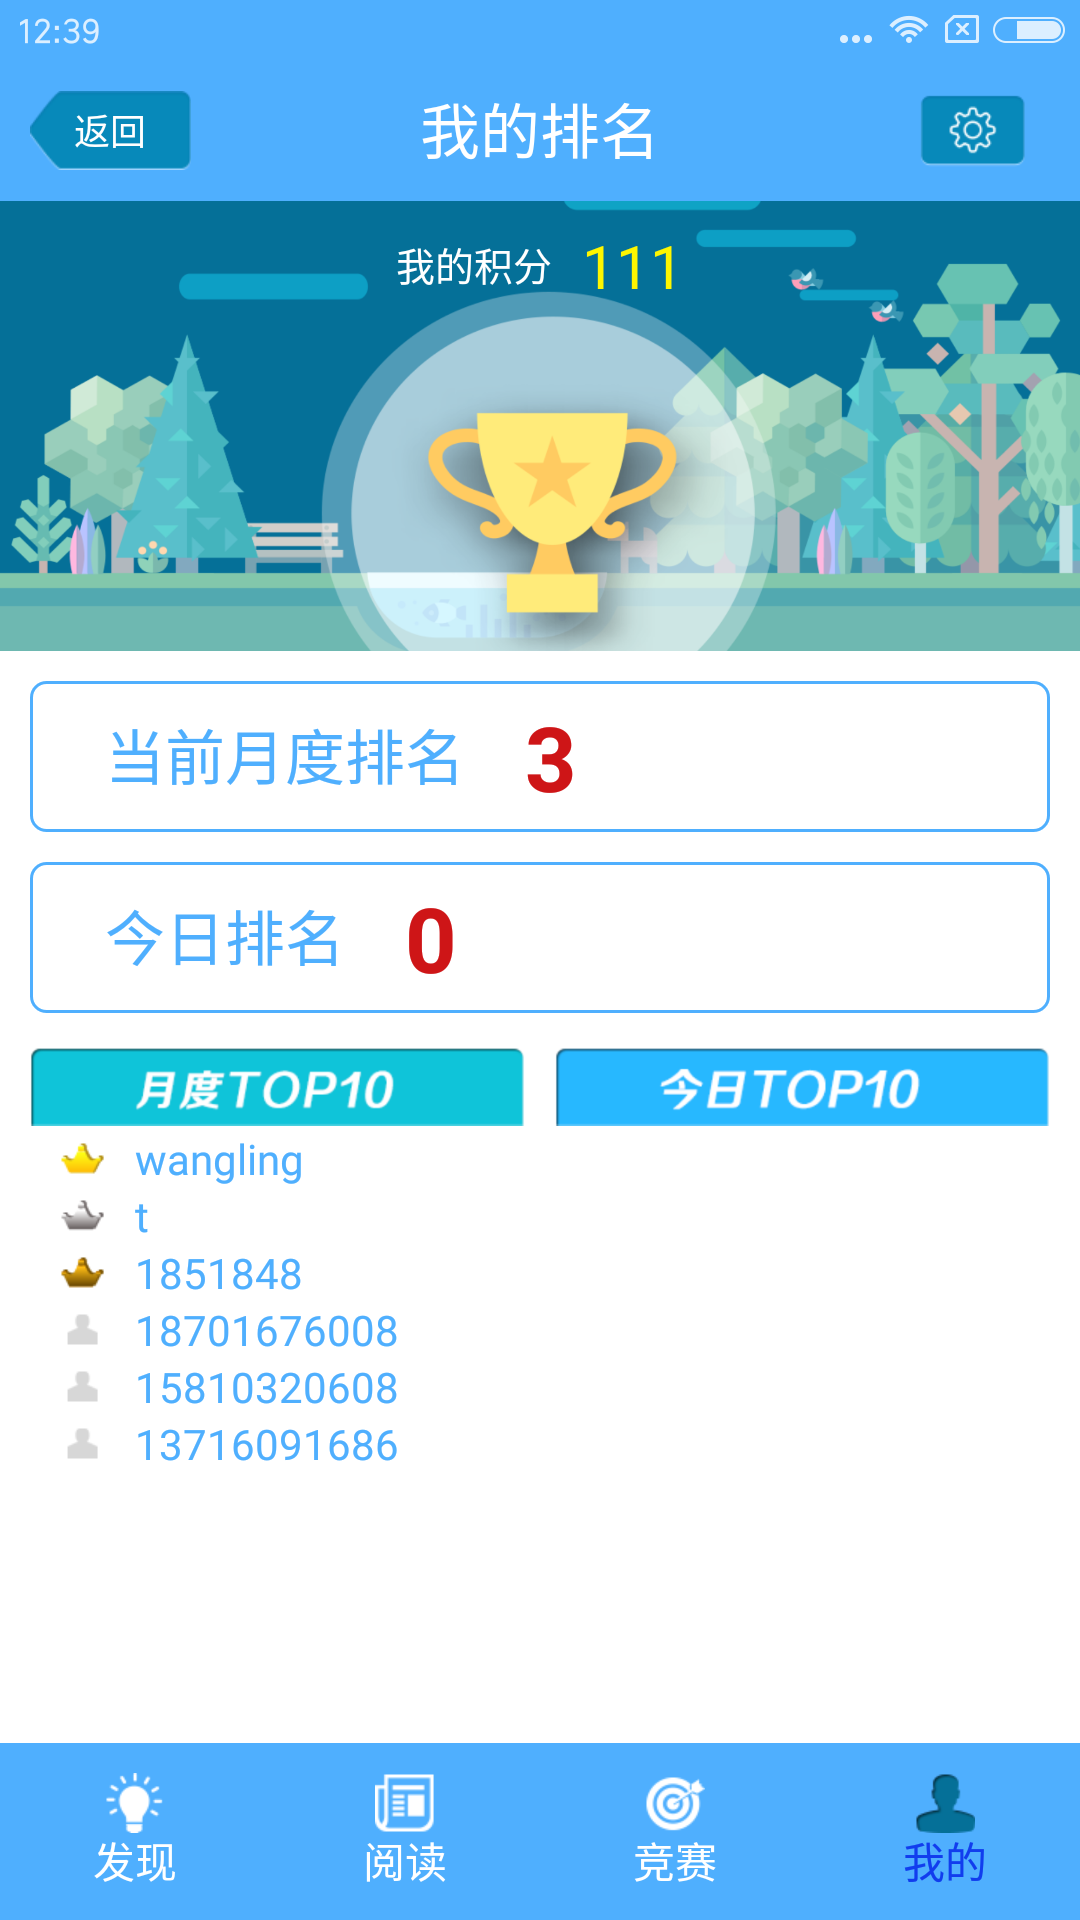 12:39
返回
我的排名
我的积分 111
当前月度排名 3
今日排名 0
月度TOP10
今日TOP10
wangling
t
1851848
18701676008
15810320608
13716091686
发现
阅读
竞赛
我的